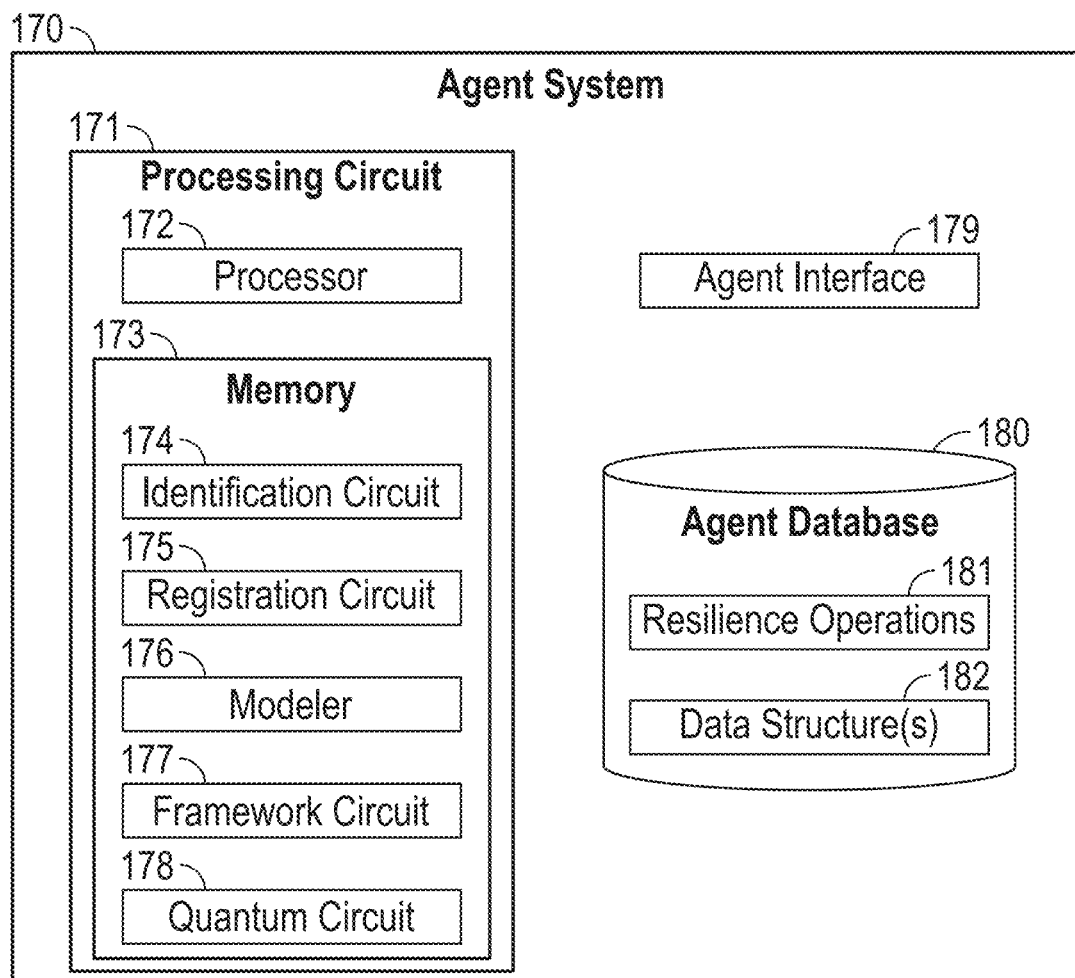 170
Agent System
171
Processing Circuit
172
Processor
173
Memory
174
Identification Circuit
175
Registration Circuit
176
Modeler
177
Framework Circuit
178
Quantum Circuit
179
Agent Interface
180
Agent Database
181
Resilience Operations
182
Data Structure(s)